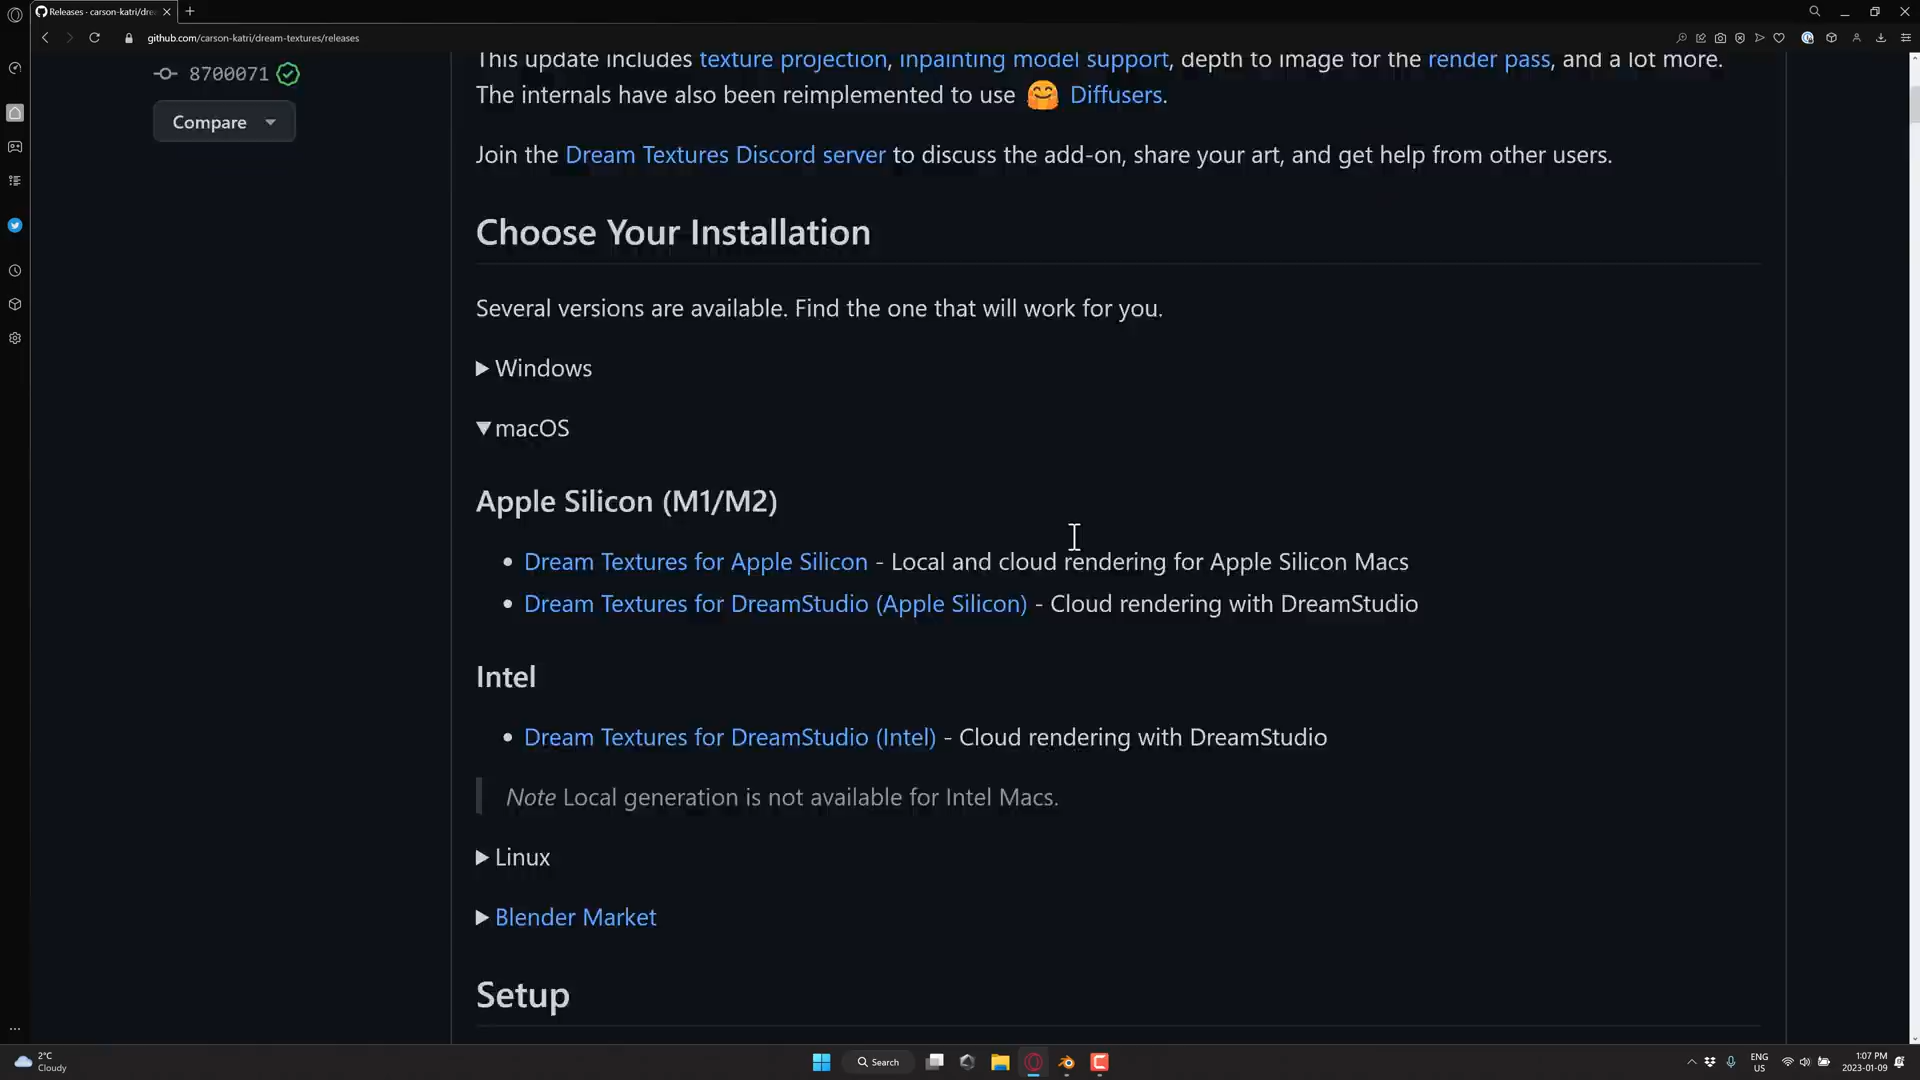 Releases · carson-katri/dre
github.com/carson-katri/dream-textures/releases
8700071
Compare
This update includes texture projection, inpainting model support, depth to image for the render pass, and a lot more.
The internals have also been reimplemented to use 🤗 Diffusers.
Join the Dream Textures Discord server to discuss the add-on, share your art, and get help from other users.
Choose Your Installation
Several versions are available. Find the one that will work for you.
Windows
macOS
Apple Silicon (M1/M2)
Dream Textures for Apple Silicon - Local and cloud rendering for Apple Silicon Macs
Dream Textures for DreamStudio (Apple Silicon) - Cloud rendering with DreamStudio
Intel
Dream Textures for DreamStudio (Intel) - Cloud rendering with DreamStudio
Note Local generation is not available for Intel Macs.
Linux
Blender Market
Setup
2°C
Cloudy
Search
ENG
US
1:07 PM
2023-01-09